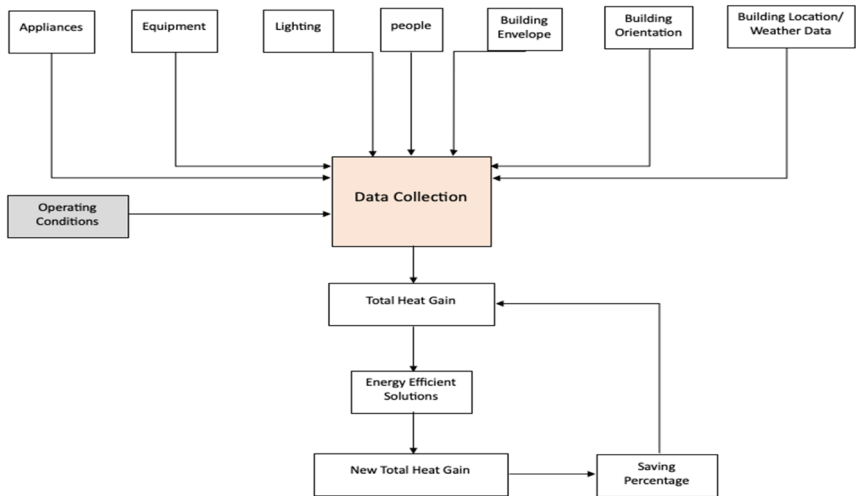 Appliances
Equipment
Lighting
people
Building
Envelope
Building
Orientation
Building Location/
Weather Data
Data Collection
Operating
Conditions
Total Heat Gain
Energy Efficient
Solutions
New Total Heat Gain
Saving
Percentage